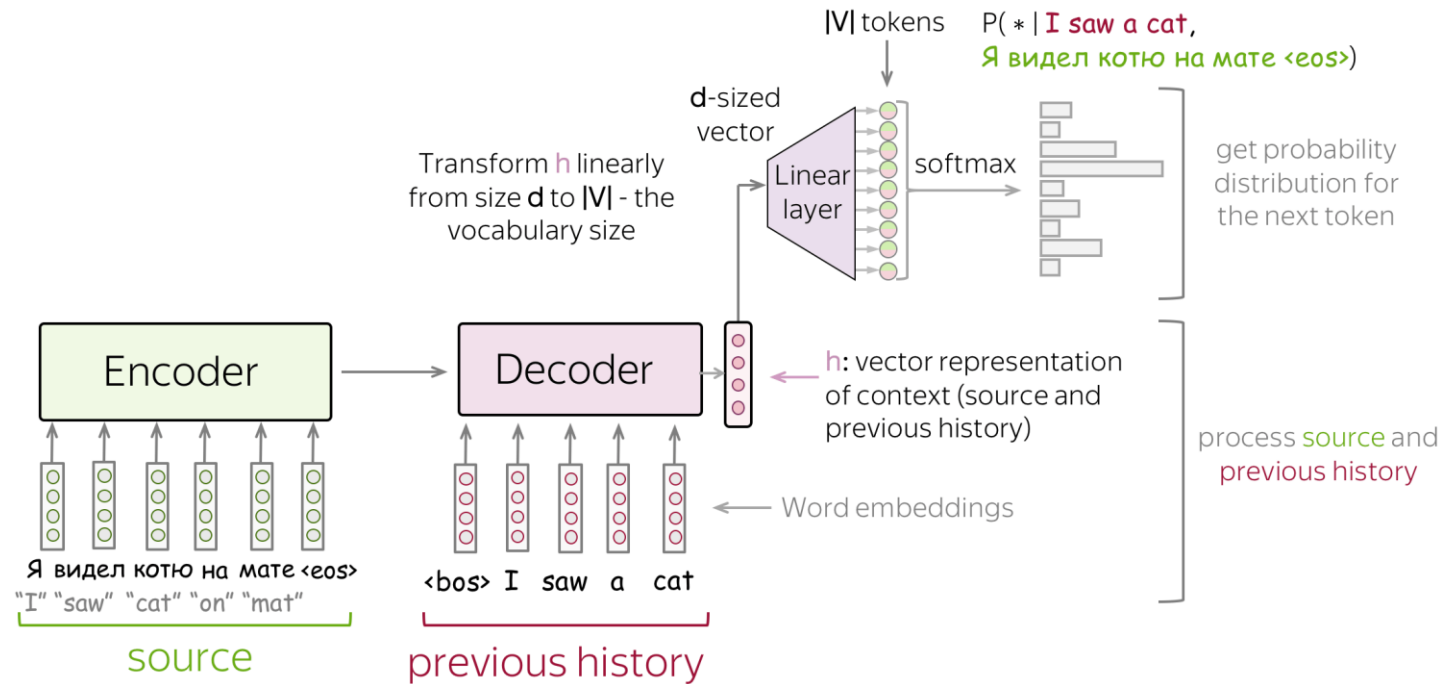 |V| tokens
P( * | I saw a cat,
Я видел котю на мате <eos>)
d-sized
vector
Transform h linearly
from size d to |V| - the
vocabulary size
Linear
layer
softmax
get probability
distribution for
the next token
Encoder
Decoder
h: vector representation
of context (source and
previous history)
process source and
previous history
Word embeddings
Я видел котю на мате <eos>
"I" "saw" "cat" "on" "mat"
<bos> I saw a cat
source
previous history